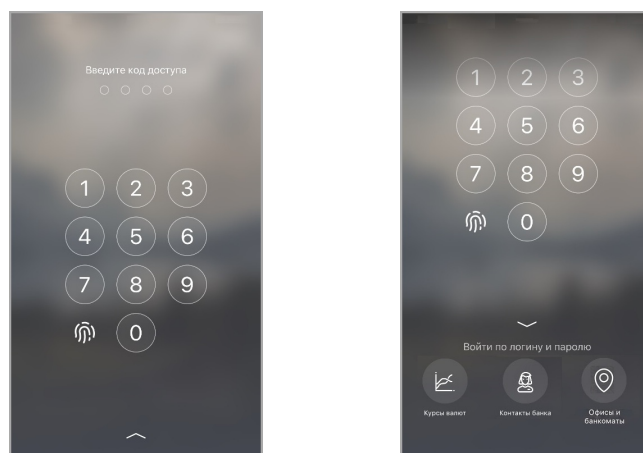 Введите код доступа
1 2 3
4 5 6
7 8 9
0
1 2 3
4 5 6
7 8 9
0
Войти по логину и паролю
Курсы валют
Контакты Банка
Офисы и
банкоматы